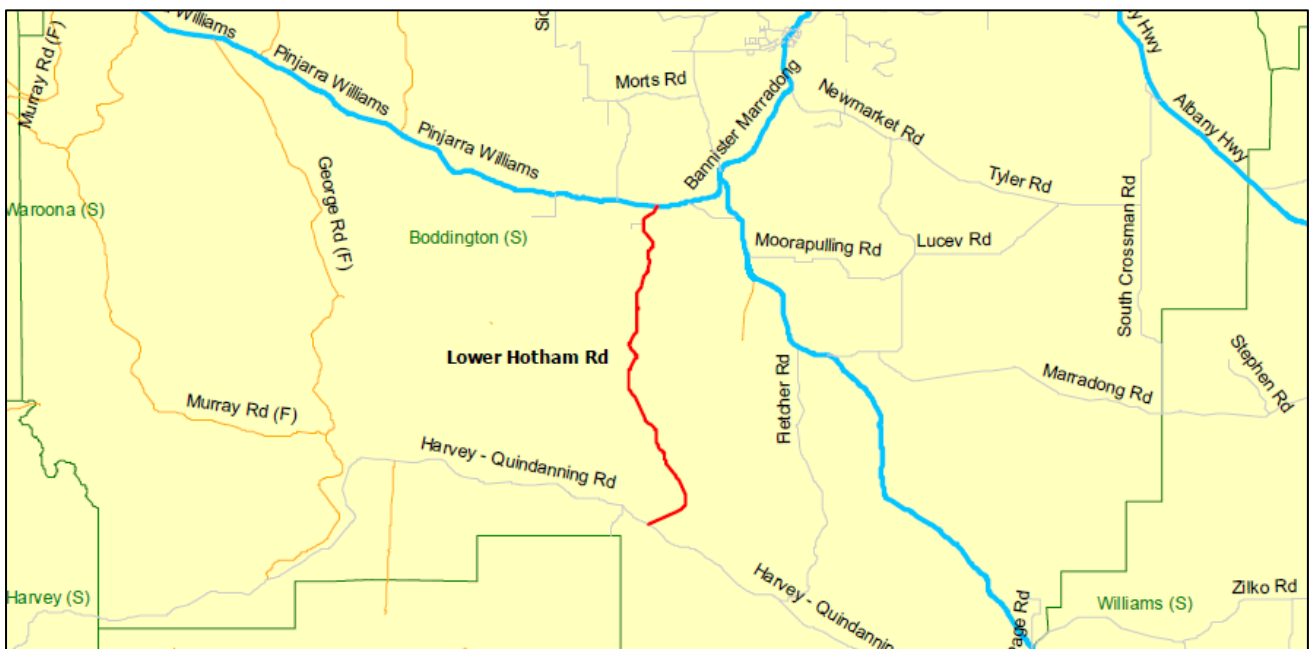 Williams
Pinjarra Williams
Pinjarra Williams
Murray Rd (F)
George Rd (F)
Waroona (S)
Boddington (S)
Morts Rd
Bannister Marradong
Newmarket Rd
Tyler Rd
Albany Hwy
Moorapulling Rd
Lucev Rd
South Crossman Rd
Lower Hotham Rd
Fletcher Rd
Marradong Rd
Stephen Rd
Murray Rd (F)
Harvey - Quindanning Rd
Harvey - Quindannin
Harvey (S)
Williams (S)
Zilko Rd
Page Rd